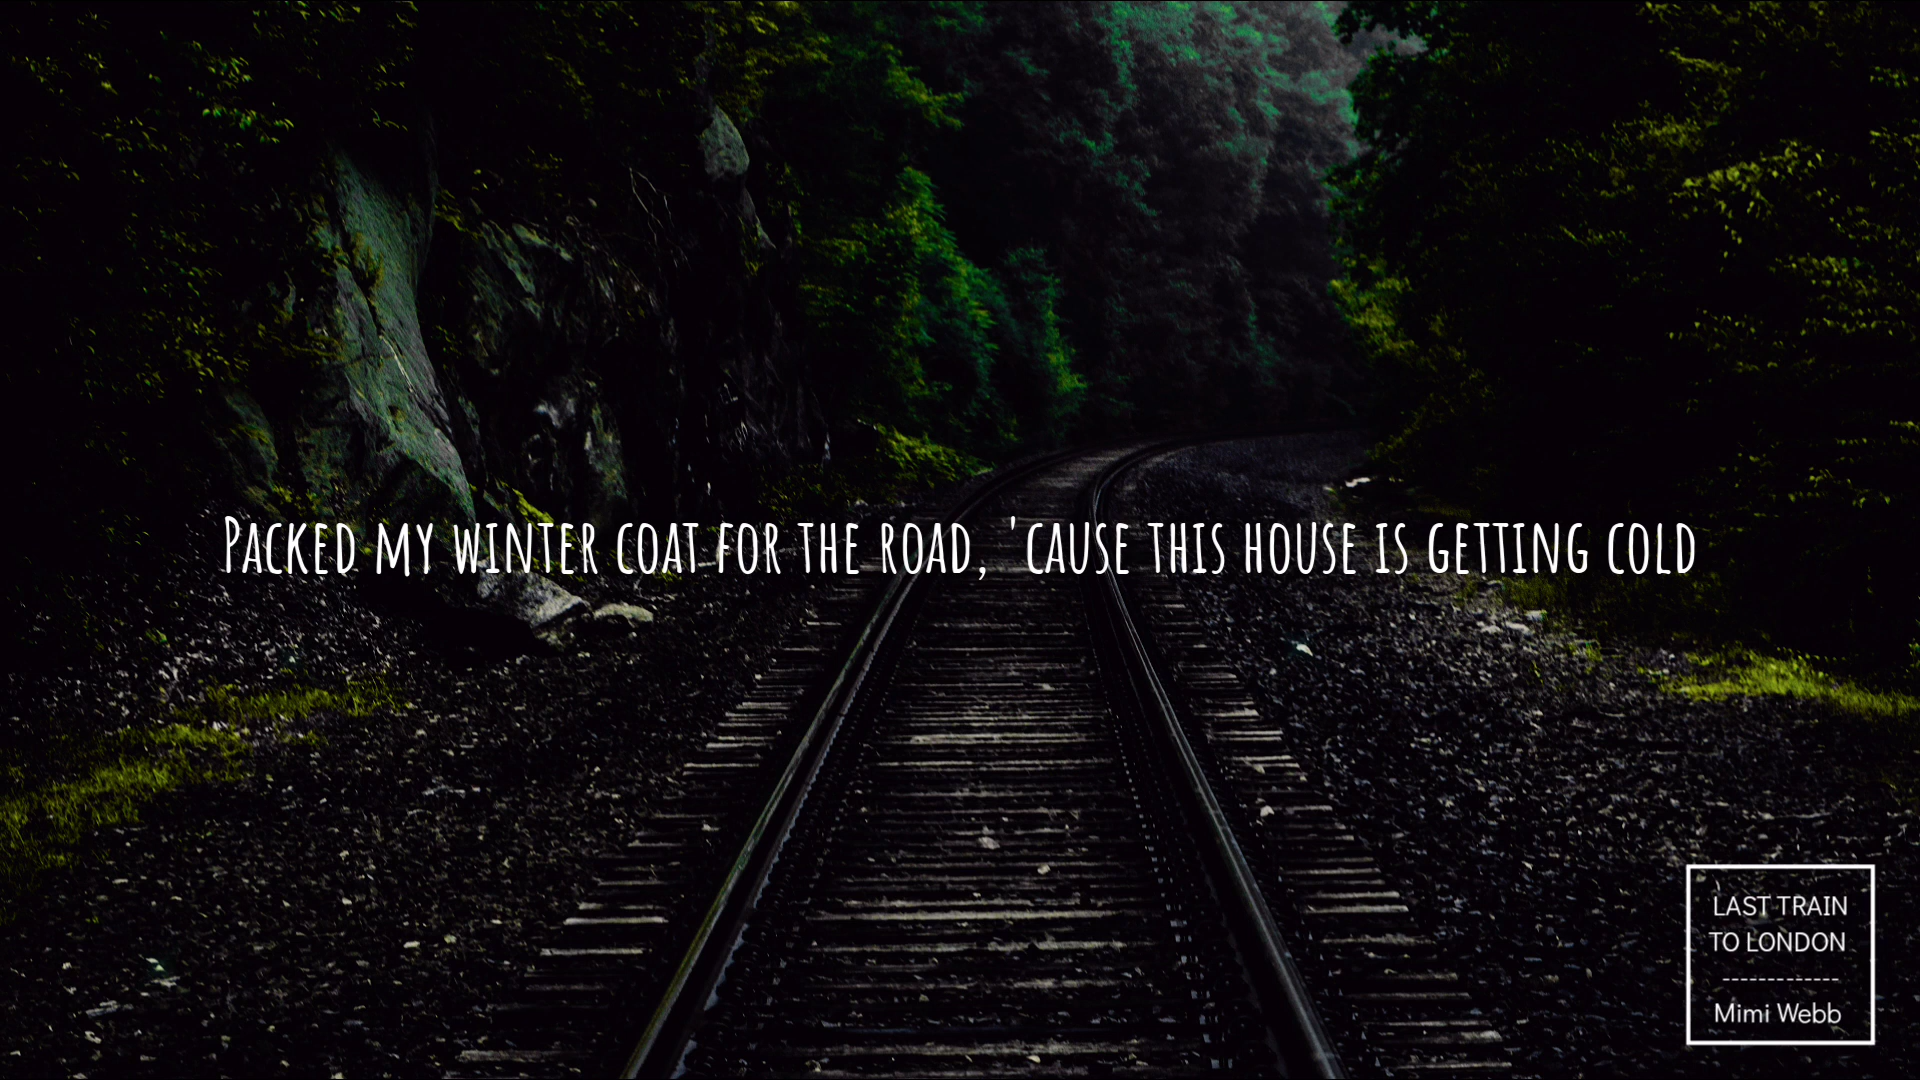 Packed my winter coat for the road, 'cause this house is getting cold
LAST TRAIN
TO LONDON
-------------
Mimi Webb